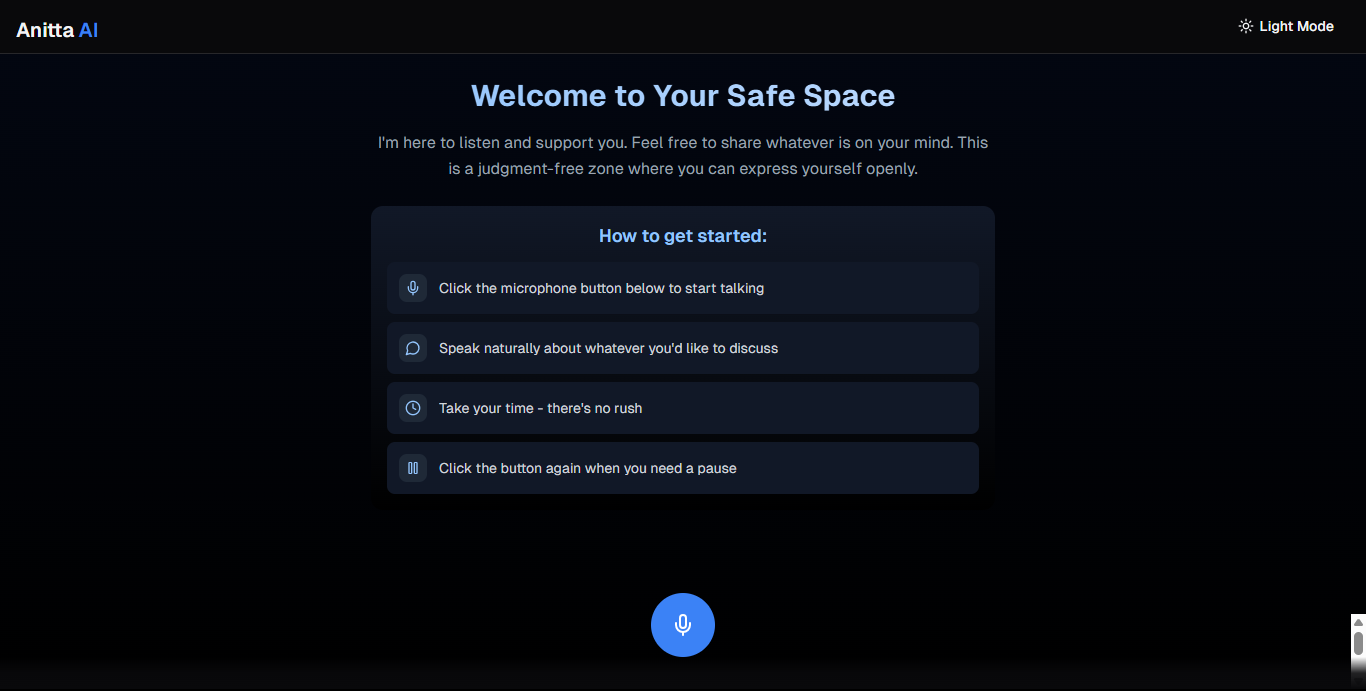 Anitta AI
Light Mode
Welcome to Your Safe Space
I'm here to listen and support you. Feel free to share whatever is on your mind. This
is a judgment-free zone where you can express yourself openly.
How to get started:
Click the microphone button below to start talking
Speak naturally about whatever you'd like to discuss
Take your time - there's no rush
Click the button again when you need a pause